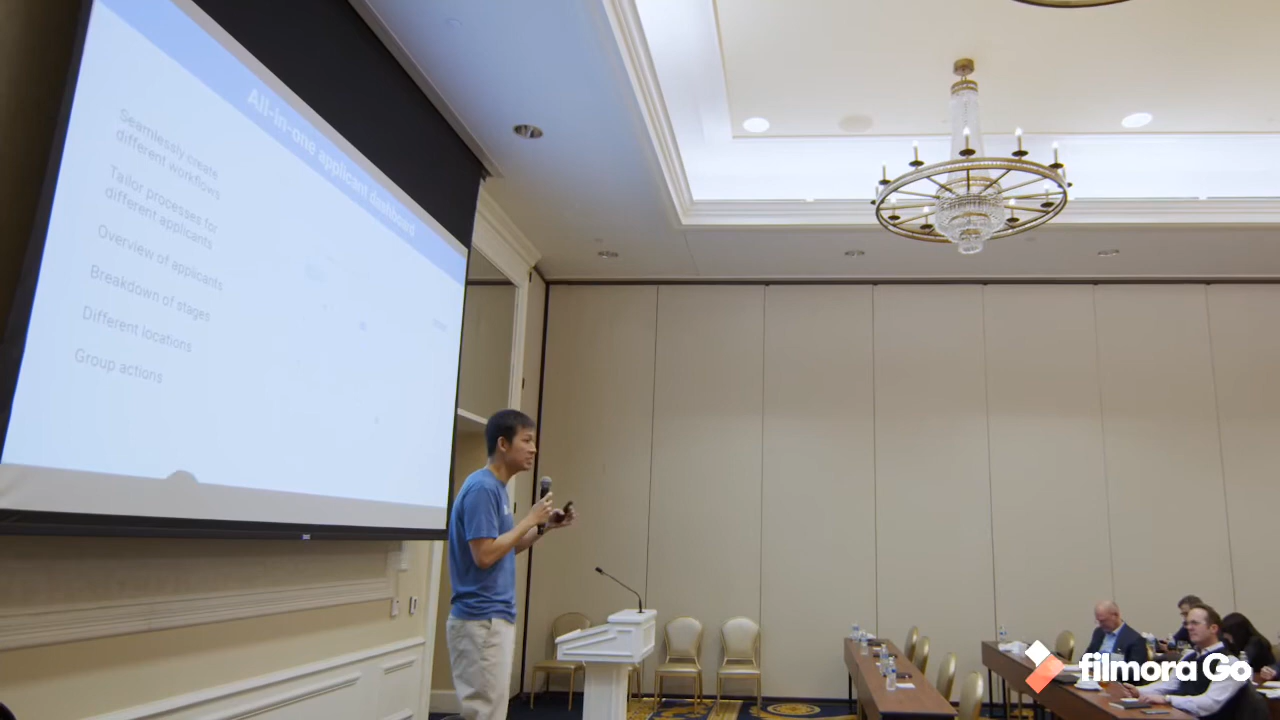 All-in-one applicant dashboard
Seamlessly create
different workflows
Tailor processes for
different applicants
Overview of applicants
Breakdown of stages
Different locations
Group actions
filmora Go